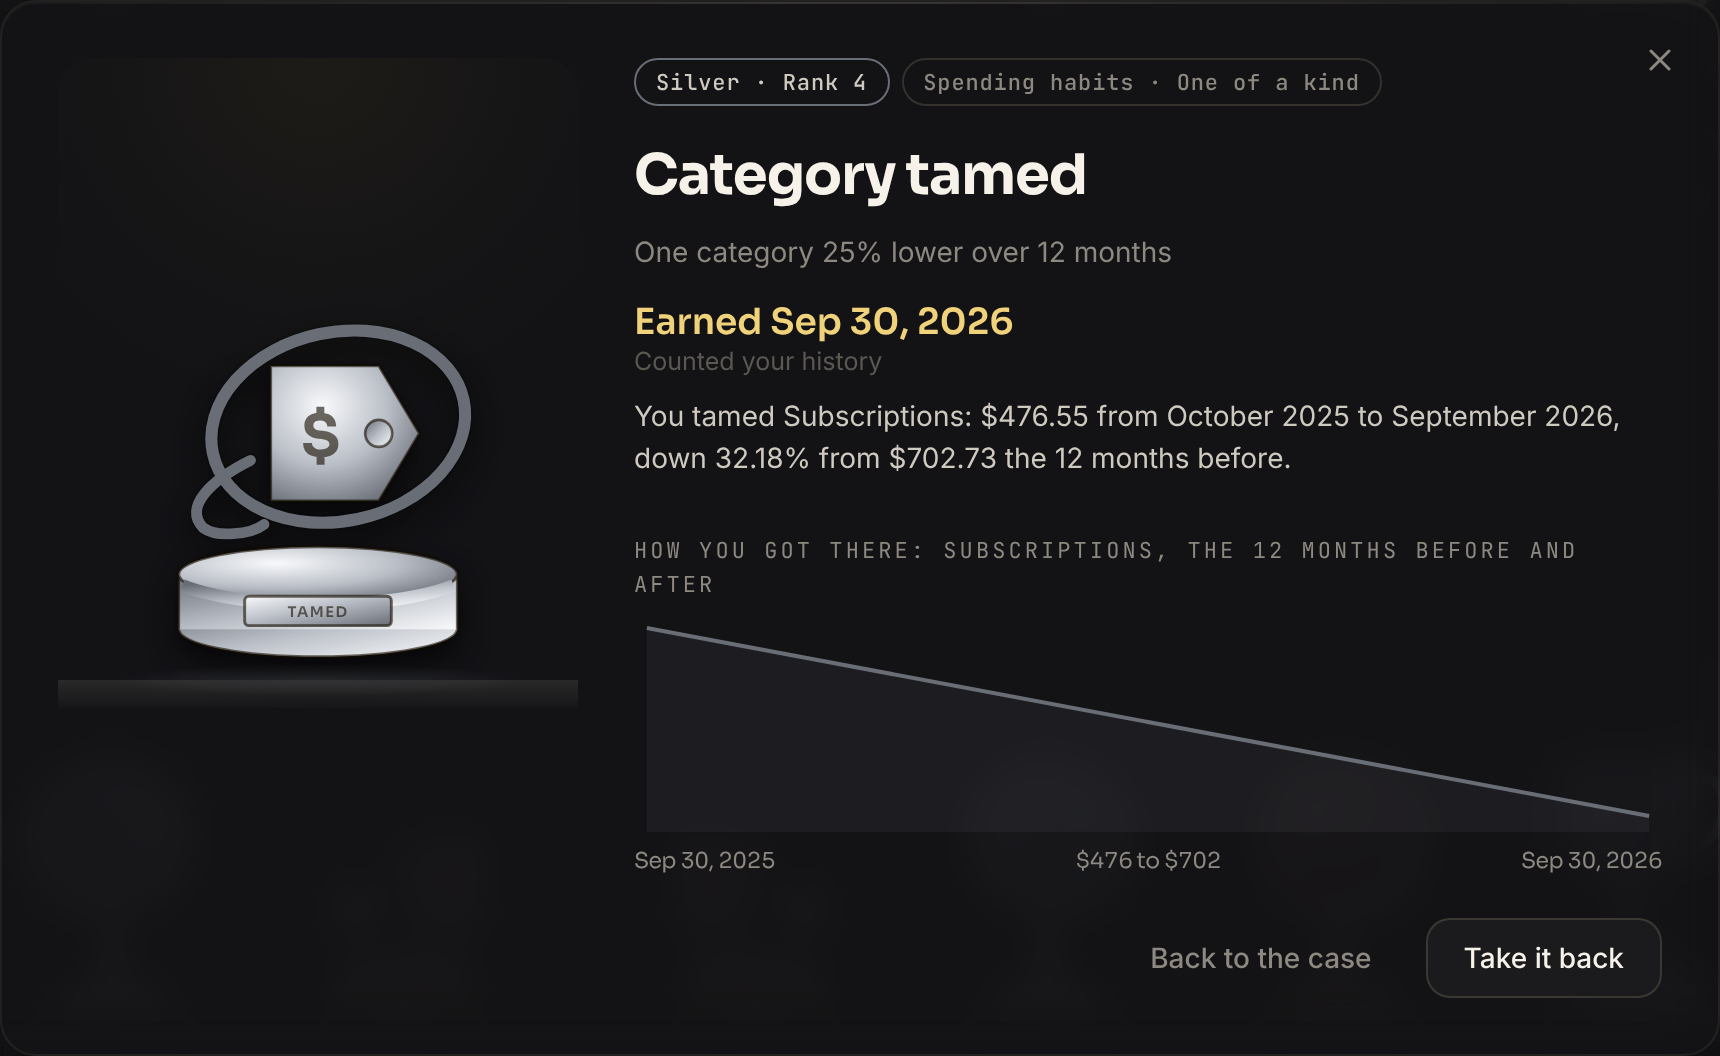 Silver · Rank 4
Spending habits · One of a kind
Category tamed
One category 25% lower over 12 months
Earned Sep 30, 2026
Counted your history
You tamed Subscriptions: $476.55 from October 2025 to September 2026,
down 32.18% from $702.73 the 12 months before.
$
TAMED
HOW YOU GOT THERE: SUBSCRIPTIONS, THE 12 MONTHS BEFORE AND
AFTER
Sep 30, 2025
$476 to $702
Sep 30, 2026
Back to the case
Take it back